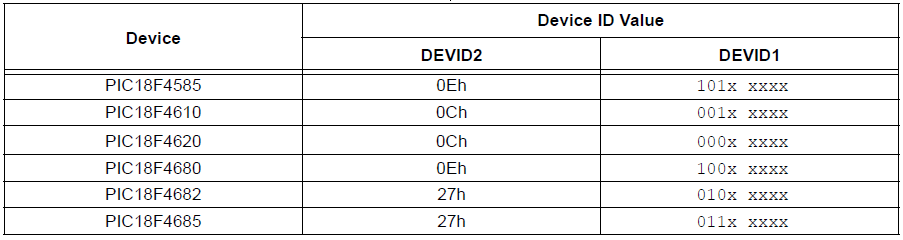 Device Device ID Value
DEVID2 DEVID1
PIC18F4585 0Eh 101x xxxx
PIC18F4610 0Ch 001x xxxx
PIC18F4620 0Ch 000x xxxx
PIC18F4680 0Eh 100x xxxx
PIC18F4682 27h 010x xxxx
PIC18F4685 27h 011x xxxx